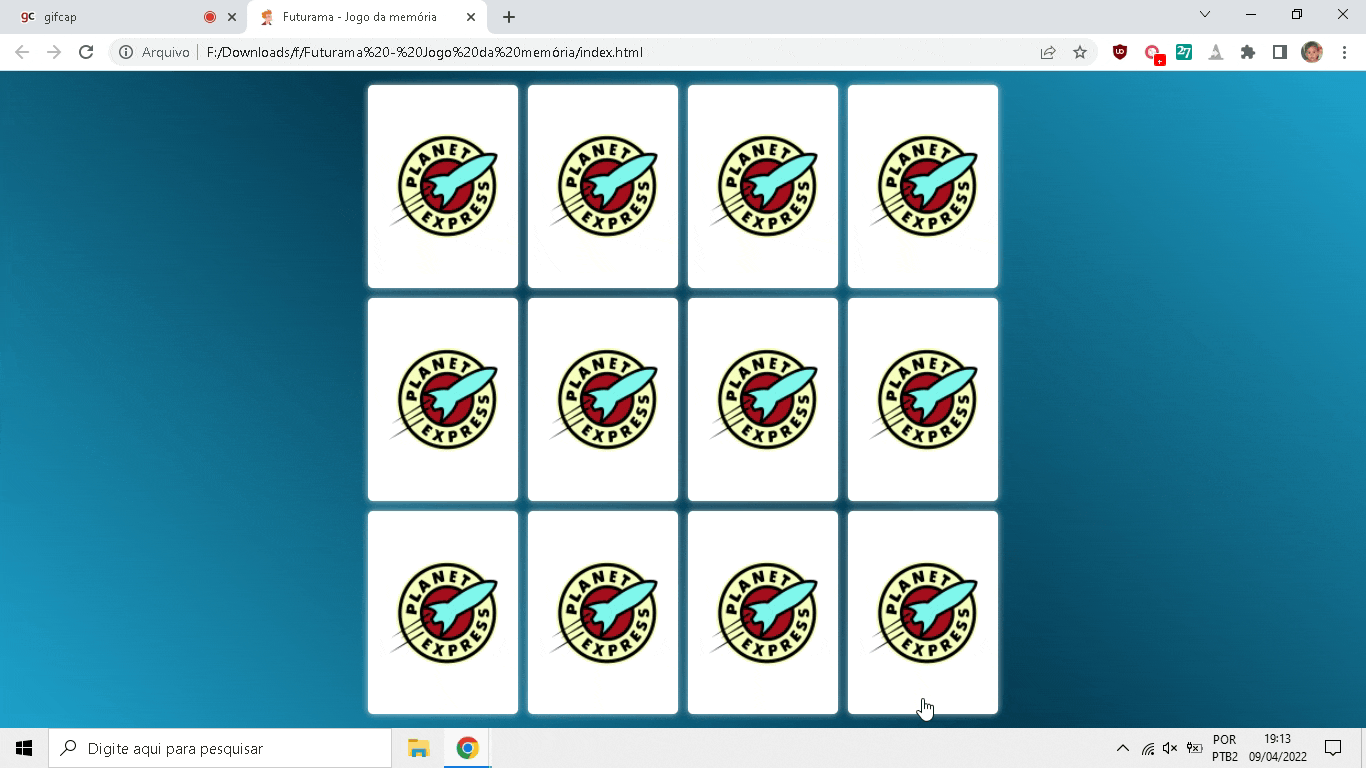 gc gifcap
Futurama - Jogo da memória
Arquivo F:/Downloads/f/Futurama%20-%20Jogo%20da%20memória/index.html
27
PLANET EXPRESS
PLANET EXPRESS
PLANET EXPRESS
PLANET EXPRESS
PLANET EXPRESS
PLANET EXPRESS
PLANET EXPRESS
PLANET EXPRESS
PLANET EXPRESS
PLANET EXPRESS
PLANET EXPRESS
PLANET EXPRESS
Digite aqui para pesquisar
POR
PTB2
19:13
09/04/2022